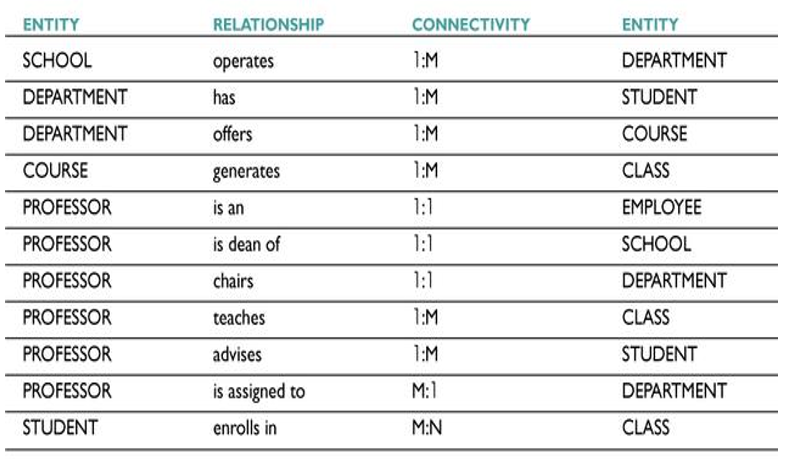 ENTITY RELATIONSHIP CONNECTIVITY ENTITY
SCHOOL operates 1:M DEPARTMENT
DEPARTMENT has 1:M STUDENT
DEPARTMENT offers 1:M COURSE
COURSE generates 1:M CLASS
PROFESSOR is an 1:1 EMPLOYEE
PROFESSOR is dean of 1:1 SCHOOL
PROFESSOR chairs 1:1 DEPARTMENT
PROFESSOR teaches 1:M CLASS
PROFESSOR advises 1:M STUDENT
PROFESSOR is assigned to M:1 DEPARTMENT
STUDENT enrolls in M:N CLASS